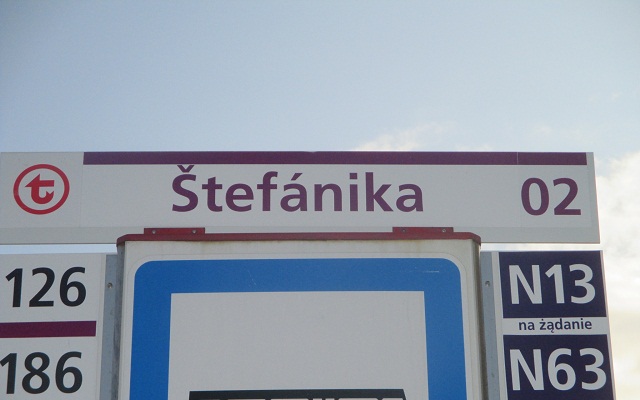 t Štefánika 02
126
186
N13
na żądanie
N63